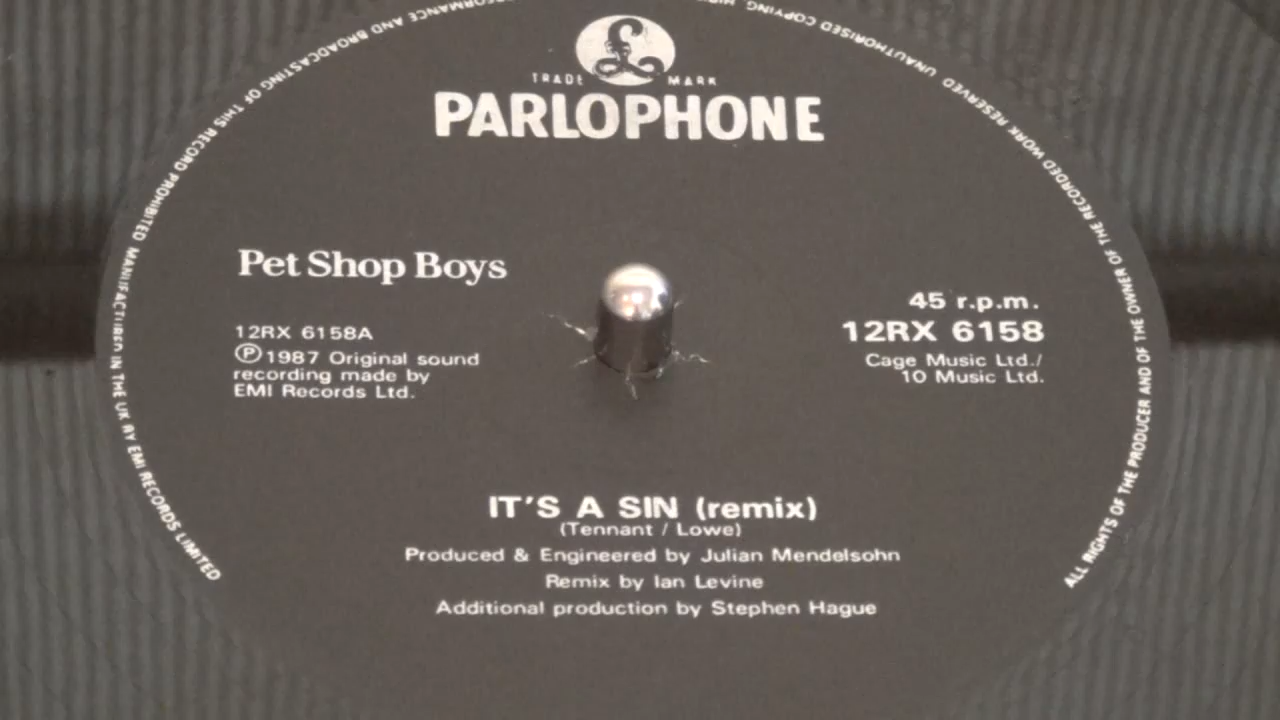 £
TRADE MARK
PARLOPHONE
Pet Shop Boys
12RX 6158A
Ⓟ1987 Original sound
recording made by
EMI Records Ltd.
45 r.p.m.
12RX 6158
Cage Music Ltd./
10 Music Ltd.
IT'S A SIN (remix)
(Tennant / Lowe)
Produced & Engineered by Julian Mendelsohn
Remix by Ian Levine
Additional production by Stephen Hague
ALL RIGHTS OF THE PRODUCER AND OF THE OWNER OF THE RECORDED WORK RESERVED UNAUTHORISED COPYING AND BROADCASTING OF THIS RECORD PROHIBITED MANUFACTURED IN THE UK BY EMI RECORDS LIMITED